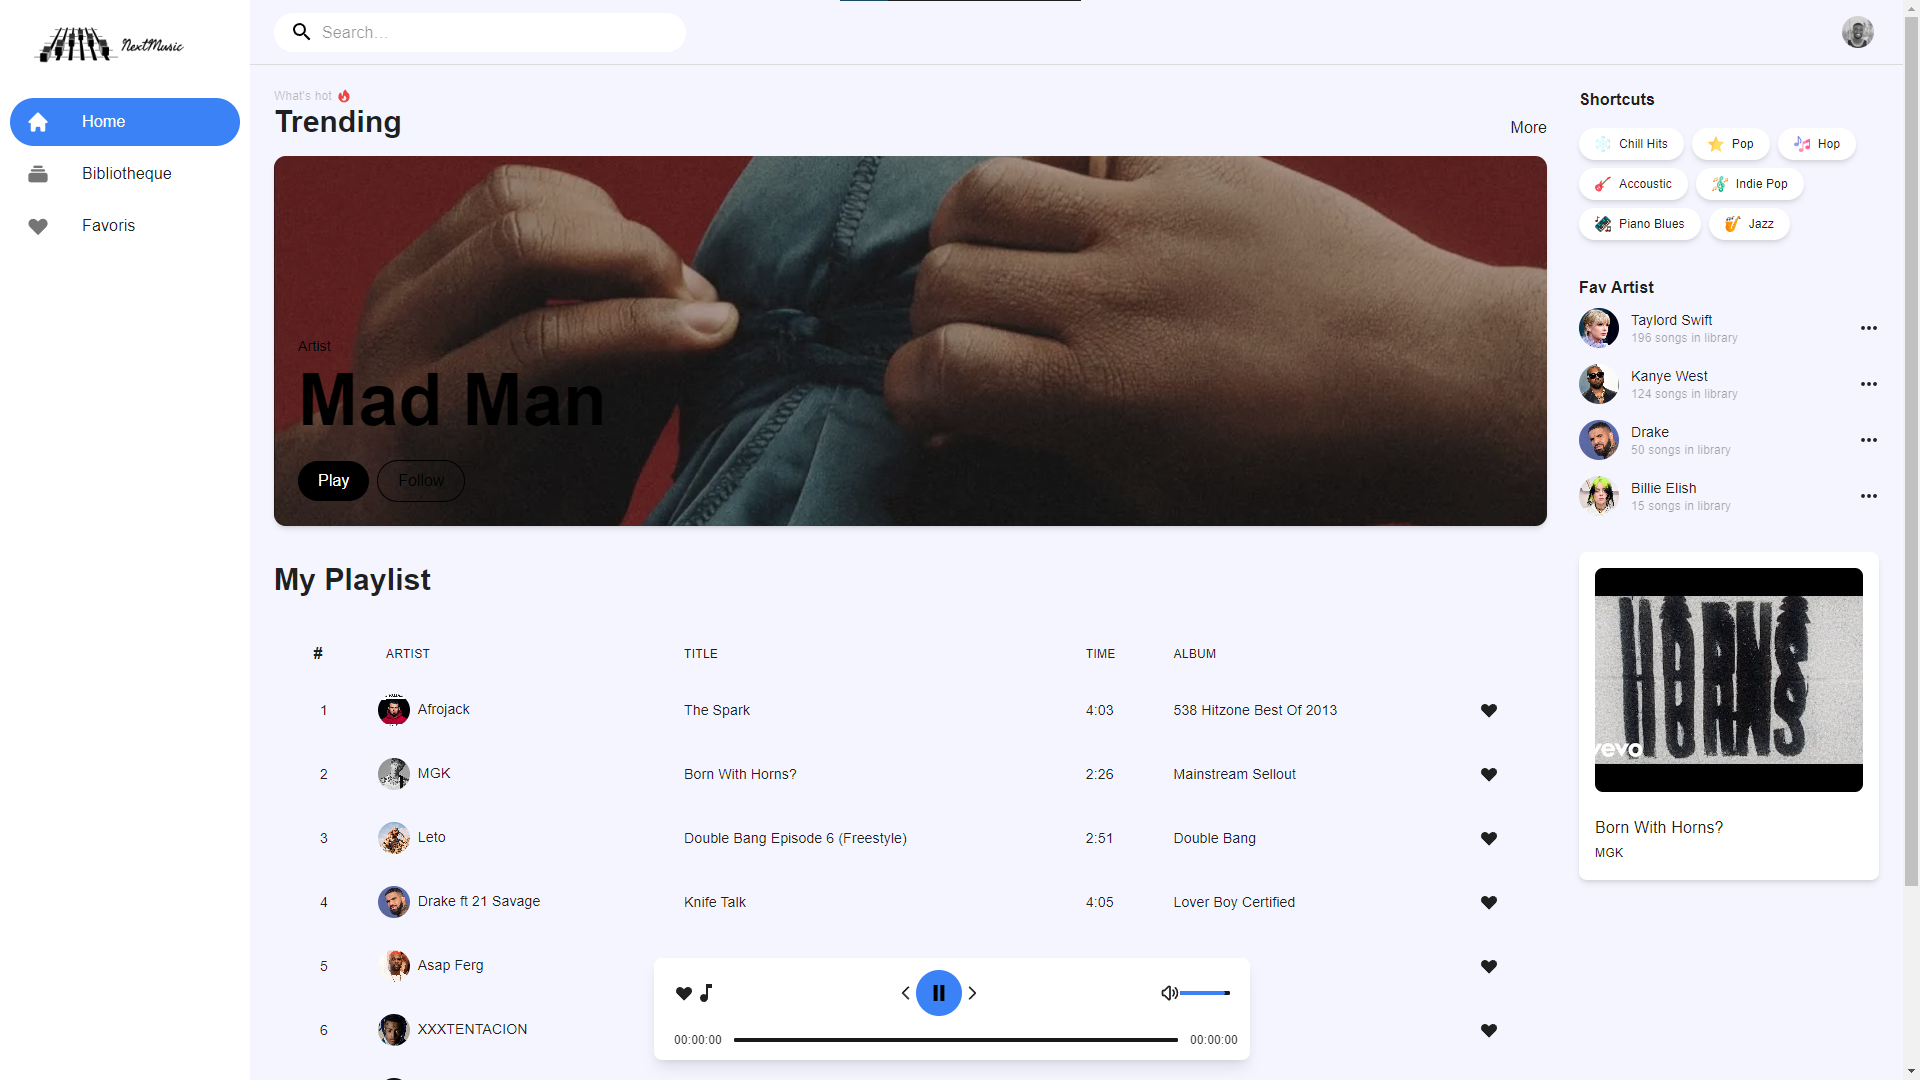 NextMusic
Search...
Home
Bibliotheque
Favoris
What's hot
Trending
More
Artist
Mad Man
Play
Follow
My Playlist
# ARTIST TITLE TIME ALBUM
1 Afrojack The Spark 4:03 538 Hitzone Best Of 2013
2 MGK Born With Horns? 2:26 Mainstream Sellout
3 Leto Double Bang Episode 6 (Freestyle) 2:51 Double Bang
4 Drake ft 21 Savage Knife Talk 4:05 Lover Boy Certified
5 Asap Ferg
6 XXXTENTACION
00:00:00 00:00:00
Shortcuts
Chill Hits Pop Hop
Accoustic Indie Pop
Piano Blues Jazz
Fav Artist
Taylord Swift
196 songs in library
Kanye West
124 songs in library
Drake
50 songs in library
Billie Elish
15 songs in library
HORNS
vevo
Born With Horns?
MGK